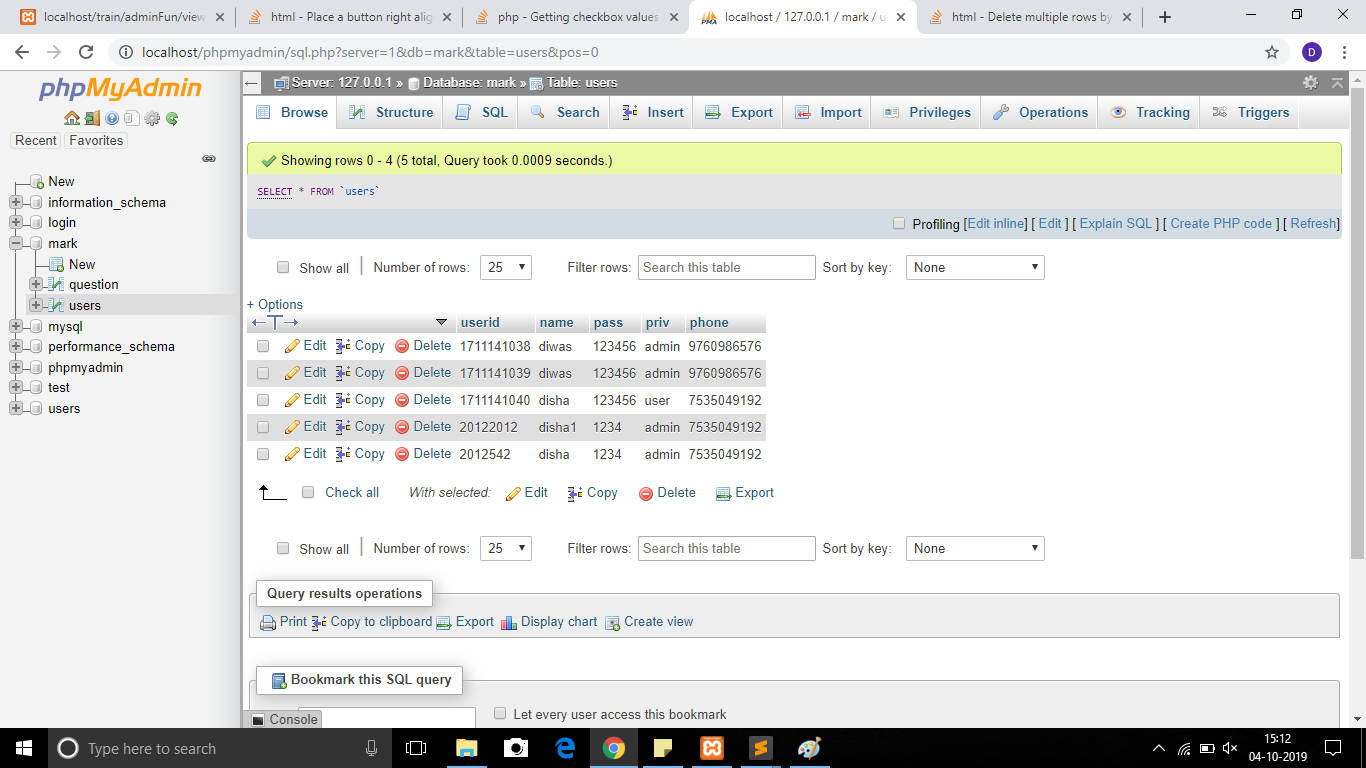 localhost/train/adminFun/view
html - Place a button right alig
php - Getting checkbox values
localhost / 127.0.0.1 / mark / u
html - Delete multiple rows by
localhost/phpmyadmin/sql.php?server=1&db=mark&table=users&pos=0
D
phpMyAdmin
Recent Favorites
New
information_schema
login
mark
New
question
users
mysql
performance_schema
phpmyadmin
test
users
Server: 127.0.0.1 » Database: mark » Table: users
Browse Structure SQL Search Insert Export Import Privileges Operations Tracking Triggers
Showing rows 0 - 4 (5 total, Query took 0.0009 seconds.)
SELECT * FROM `users`
Profiling [Edit inline] [ Edit ] [ Explain SQL ] [ Create PHP code ] [ Refresh]
Show all Number of rows: 25 Filter rows: Search this table Sort by key: None
+ Options
userid name pass priv phone
Edit Copy Delete 1711141038 diwas 123456 admin 9760986576
Edit Copy Delete 1711141039 diwas 123456 admin 9760986576
Edit Copy Delete 1711141040 disha 123456 user 7535049192
Edit Copy Delete 20122012 disha1 1234 admin 7535049192
Edit Copy Delete 2012542 disha 1234 admin 7535049192
Check all With selected: Edit Copy Delete Export
Show all Number of rows: 25 Filter rows: Search this table Sort by key: None
Query results operations
Print Copy to clipboard Export Display chart Create view
Bookmark this SQL query
Let every user access this bookmark
Console
Type here to search
15:12
04-10-2019